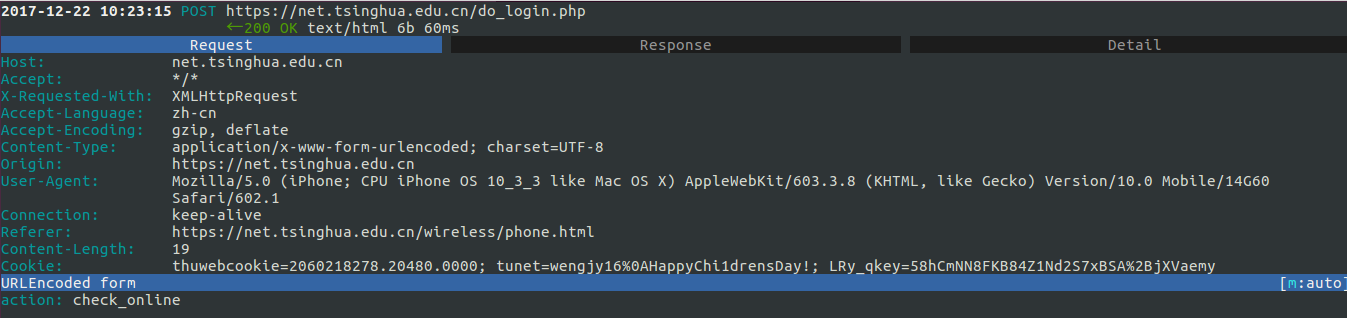 2017-12-22 10:23:15 POST https://net.tsinghua.edu.cn/do_login.php
←200 OK text/html 6b 60ms
Request Response Detail
Host: net.tsinghua.edu.cn
Accept: */*
X-Requested-With: XMLHttpRequest
Accept-Language: zh-cn
Accept-Encoding: gzip, deflate
Content-Type: application/x-www-form-urlencoded; charset=UTF-8
Origin: https://net.tsinghua.edu.cn
User-Agent: Mozilla/5.0 (iPhone; CPU iPhone OS 10_3_3 like Mac OS X) AppleWebKit/603.3.8 (KHTML, like Gecko) Version/10.0 Mobile/14G60
Safari/602.1
Connection: keep-alive
Referer: https://net.tsinghua.edu.cn/wireless/phone.html
Content-Length: 19
Cookie: thuwebcookie=2060218278.20480.0000; tunet=wengjy16%0AHappyChi1drensDay!; LRy_qkey=58hCmNN8FKB84Z1Nd2S7xBSA%2BjXVaemy
URLEncoded form [m:auto]
action: check_online